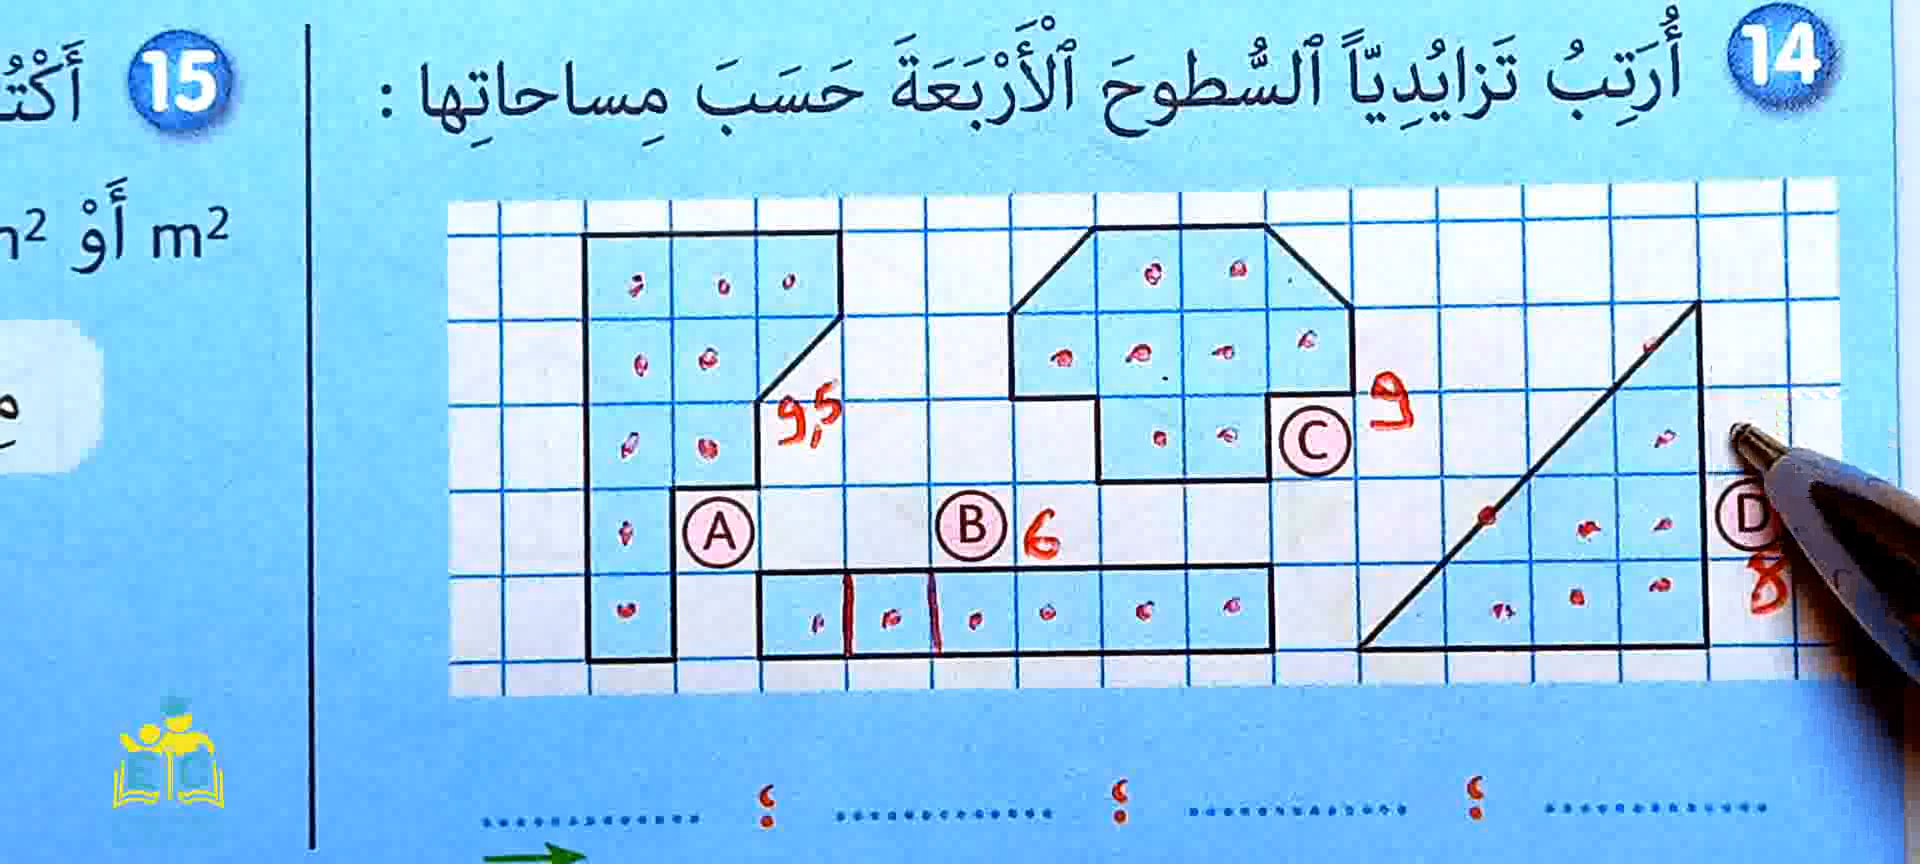 14 أُرَتِبُ تَزايُدِيّاً ٱلسُّطوحَ ٱلْأَرْبَعَةَ حَسَبَ مِساحاتِها :
15 أَكْتُ
m² أَوْ
9,5
9
C
A
B 6
D
8
؛ ؛ ؛